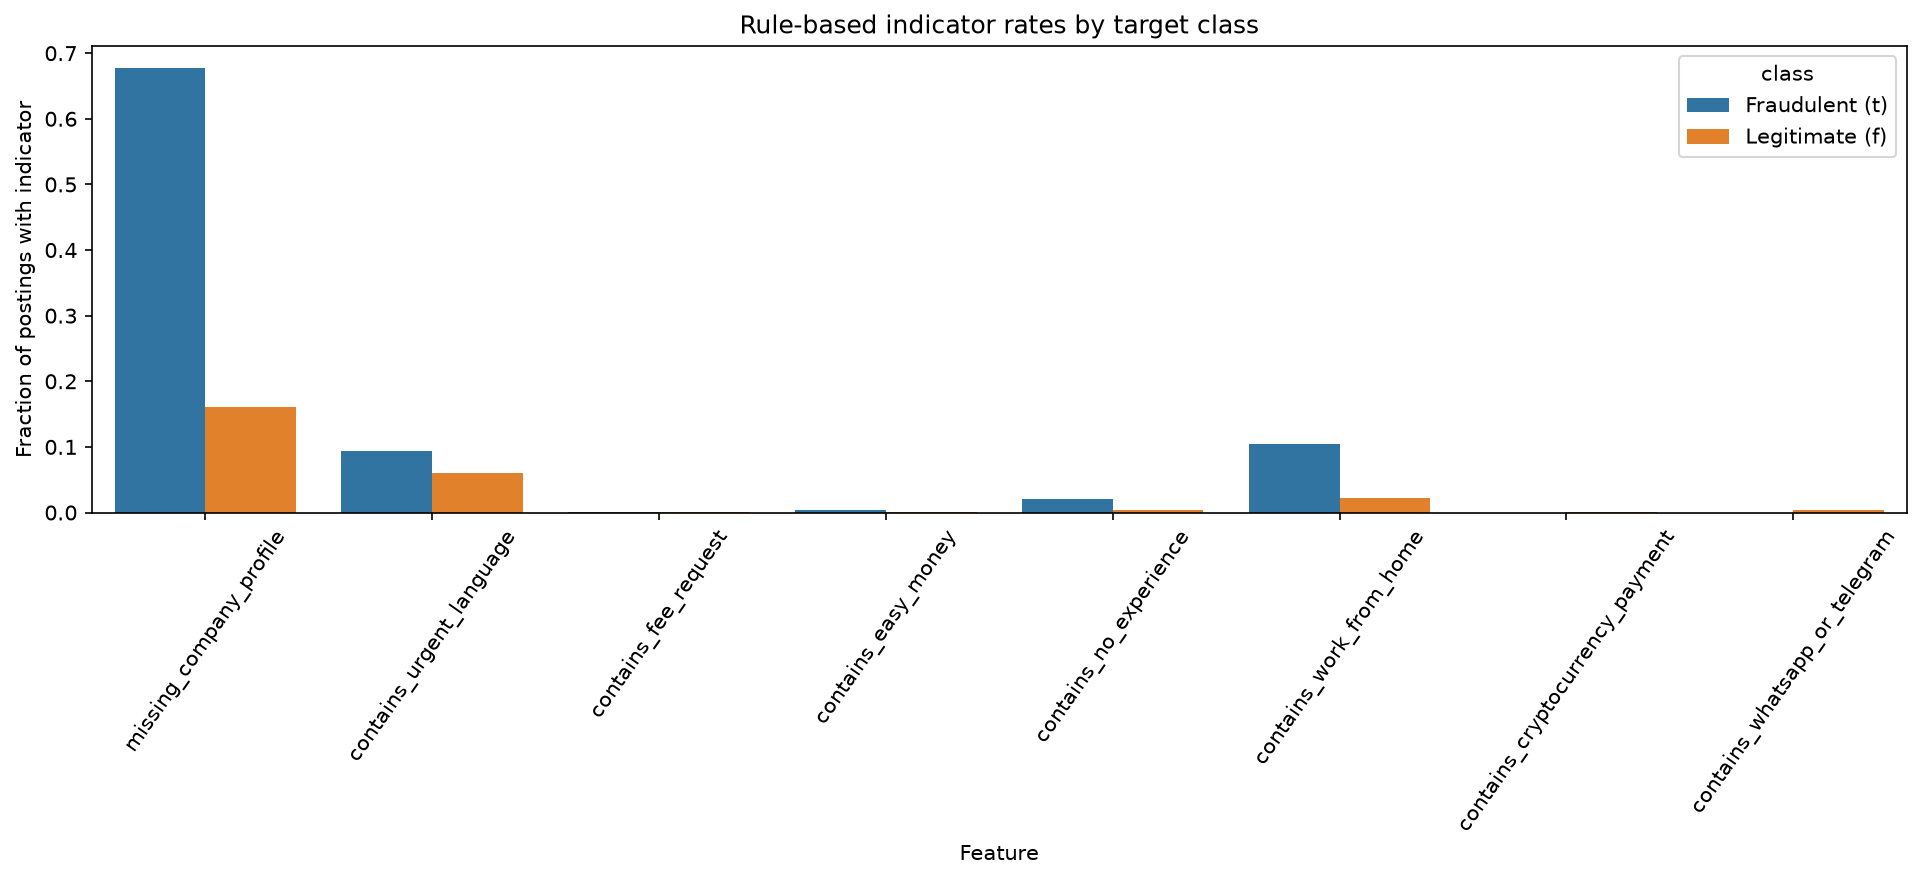 Rule-based indicator rates by target class
class
Fraudulent (t)
Legitimate (f)
Fraction of postings with indicator
0.7
0.6
0.5
0.4
0.3
0.2
0.1
0.0
missing_company_profile
contains_urgent_language
contains_fee_request
contains_easy_money
contains_no_experience
contains_work_from_home
contains_cryptocurrency_payment
contains_whatsapp_or_telegram
Feature